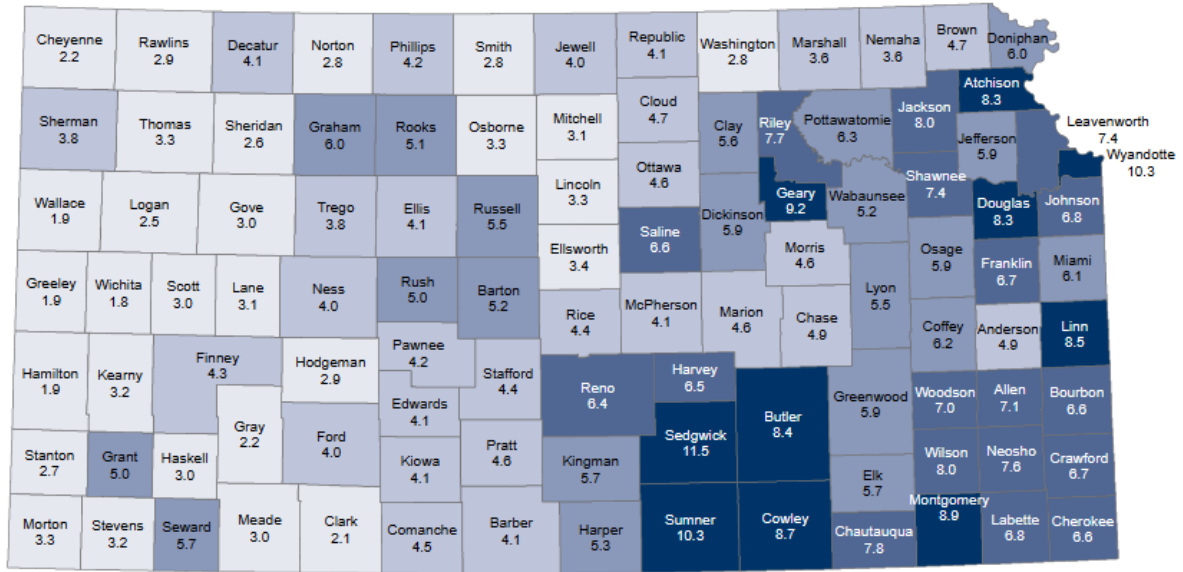 Cheyenne
2.2
Rawlins
2.9
Decatur
4.1
Norton
2.8
Phillips
4.2
Smith
2.8
Jewell
4.0
Republic
4.1
Washington
2.8
Marshall
3.6
Nemaha
3.6
Brown
4.7
Doniphan
6.0
Atchison
8.3
Sherman
3.8
Thomas
3.3
Sheridan
2.6
Graham
6.0
Rooks
5.1
Osborne
3.3
Mitchell
3.1
Cloud
4.7
Clay
5.6
Riley
7.7
Pottawatomie
6.3
Jackson
8.0
Jefferson
5.9
Leavenworth
7.4
Wyandotte
10.3
Wallace
1.9
Logan
2.5
Gove
3.0
Trego
3.8
Ellis
4.1
Russell
5.5
Lincoln
3.3
Ottawa
4.6
Saline
6.6
Dickinson
5.9
Geary
9.2
Wabaunsee
5.2
Shawnee
7.4
Douglas
8.3
Johnson
6.8
Greeley
1.9
Wichita
1.8
Scott
3.0
Lane
3.1
Ness
4.0
Rush
5.0
Barton
5.2
Ellsworth
3.4
Rice
4.4
McPherson
4.1
Marion
4.6
Morris
4.6
Chase
4.9
Lyon
5.5
Osage
5.9
Franklin
6.7
Miami
6.1
Coffey
6.2
Anderson
4.9
Linn
8.5
Hamilton
1.9
Kearny
3.2
Finney
4.3
Hodgeman
2.9
Pawnee
4.2
Stafford
4.4
Edwards
4.1
Reno
6.4
Harvey
6.5
Sedgwick
11.5
Butler
8.4
Greenwood
5.9
Woodson
7.0
Allen
7.1
Bourbon
6.6
Stanton
2.7
Grant
5.0
Haskell
3.0
Gray
2.2
Ford
4.0
Kiowa
4.1
Pratt
4.6
Kingman
5.7
Elk
5.7
Wilson
8.0
Neosho
7.6
Crawford
6.7
Morton
3.3
Stevens
3.2
Seward
5.7
Meade
3.0
Clark
2.1
Comanche
4.5
Barber
4.1
Harper
5.3
Sumner
10.3
Cowley
8.7
Chautauqua
7.8
Montgomery
8.9
Labette
6.8
Cherokee
6.6